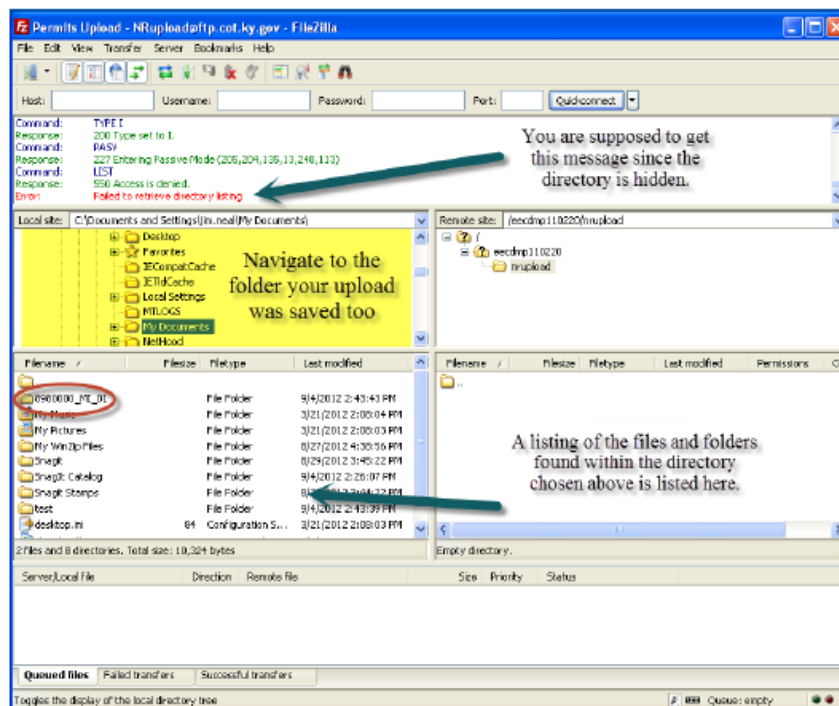 Permits Upload - NRupload@ftp.cot.ky.gov - FileZilla
File Edit View Transfer Server Bookmarks Help
Host: Username: Password: Port: Quickconnect
Command: TYPE I
Response: 200 Type set to I.
Command: PASV
Response: 227 Entering Passive Mode (205,204,135,13,248,113)
Command: LIST
Response: 550 Access is denied.
Error: Failed to retrieve directory listing
You are supposed to get
this message since the
directory is hidden.
Local site: C:\Documents and Settings\jim.neal\My Documents\
Desktop
Favorites
IECompatCache
IETldCache
Local Settings
MTLOGS
My Documents
NetHood
Navigate to the
folder your upload
was saved too
Remote site: /eecdmp110220/nrupload
/
eecdmp110220
nrupload
Filename / Filesize Filetype Last modified
..
8980000_MI_01 File Folder 9/4/2012 2:43:43 PM
My Music File Folder 3/21/2012 2:08:04 PM
My Pictures File Folder 3/21/2012 2:08:03 PM
My WinZip Files File Folder 8/27/2012 4:38:56 PM
SnagIt File Folder 8/29/2012 3:45:22 PM
SnagIt Catalog File Folder 9/4/2012 2:26:07 PM
SnagIt Stamps File Folder
test File Folder 9/4/2012 2:43:39 PM
desktop.ini 84 Configuration S... 3/21/2012 2:08:03 PM
2 files and 8 directories. Total size: 10,324 bytes
Filename / Filesize Filetype Last modified Permissions O
..
A listing of the files and folders
found within the directory
chosen above is listed here.
Empty directory.
Server/Local file Direction Remote file Size Priority Status
Queued files Failed transfers Successful transfers
Toggles the display of the local directory tree
Queue: empty